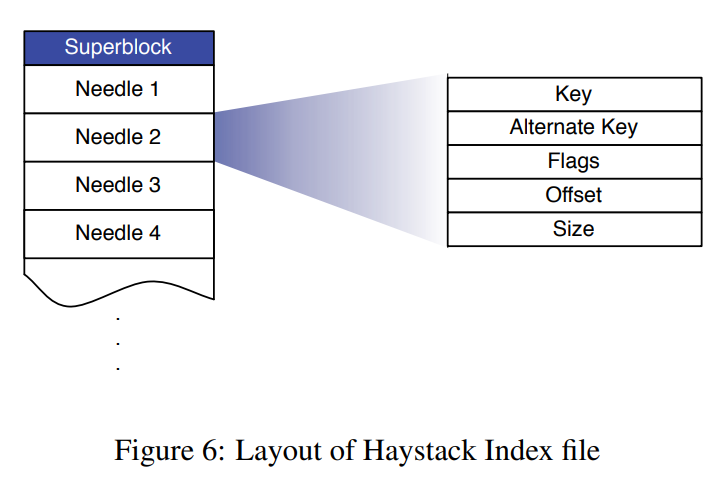 Superblock
Needle 1
Needle 2
Needle 3
Needle 4
.
.
.
Key
Alternate Key
Flags
Offset
Size
Figure 6: Layout of Haystack Index file